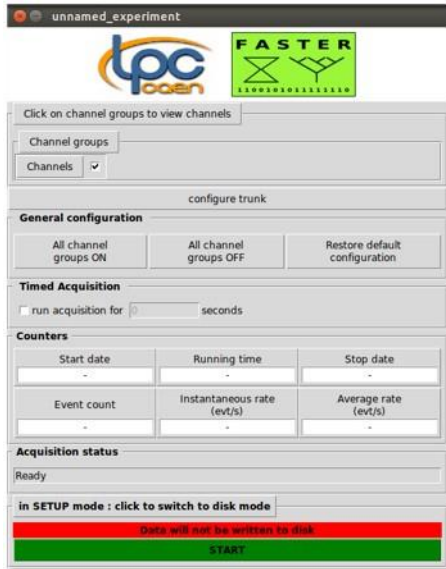 unnamed_experiment
lpc
caen
FASTER
Click on channel groups to view channels
Channel groups
Channels
configure trunk
General configuration
All channel
groups ON
All channel
groups OFF
Restore default
configuration
Timed Acquisition
run acquisition for 0 seconds
Counters
Start date
Running time
Stop date
-
-
-
Event count
Instantaneous rate
(evt/s)
Average rate
(evt/s)
-
-
-
Acquisition status
Ready
in SETUP mode : click to switch to disk mode
Data will not be written to disk
START